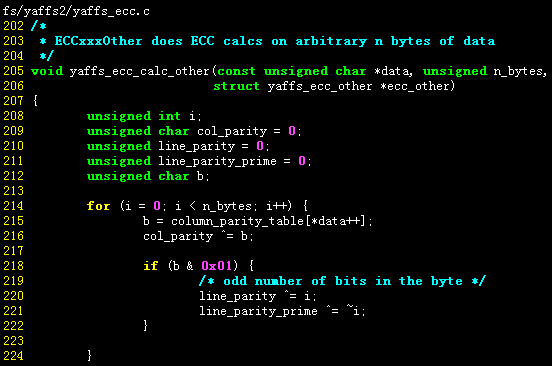 fs/yaffs2/yaffs_ecc.c
202 /*
203  * ECCxxxOther does ECC calcs on arbitrary n bytes of data
204  */
205 void yaffs_ecc_calc_other(const unsigned char *data, unsigned n_bytes,
206                           struct yaffs_ecc_other *ecc_other)
207 {
208         unsigned int i;
209         unsigned char col_parity = 0;
210         unsigned line_parity = 0;
211         unsigned line_parity_prime = 0;
212         unsigned char b;
213
214         for (i = 0; i < n_bytes; i++) {
215                 b = column_parity_table[*data++];
216                 col_parity ^= b;
217
218                 if (b & 0x01) {
219                         /* odd number of bits in the byte */
220                         line_parity ^= i;
221                         line_parity_prime ^= ~i;
222                 }
223
224         }